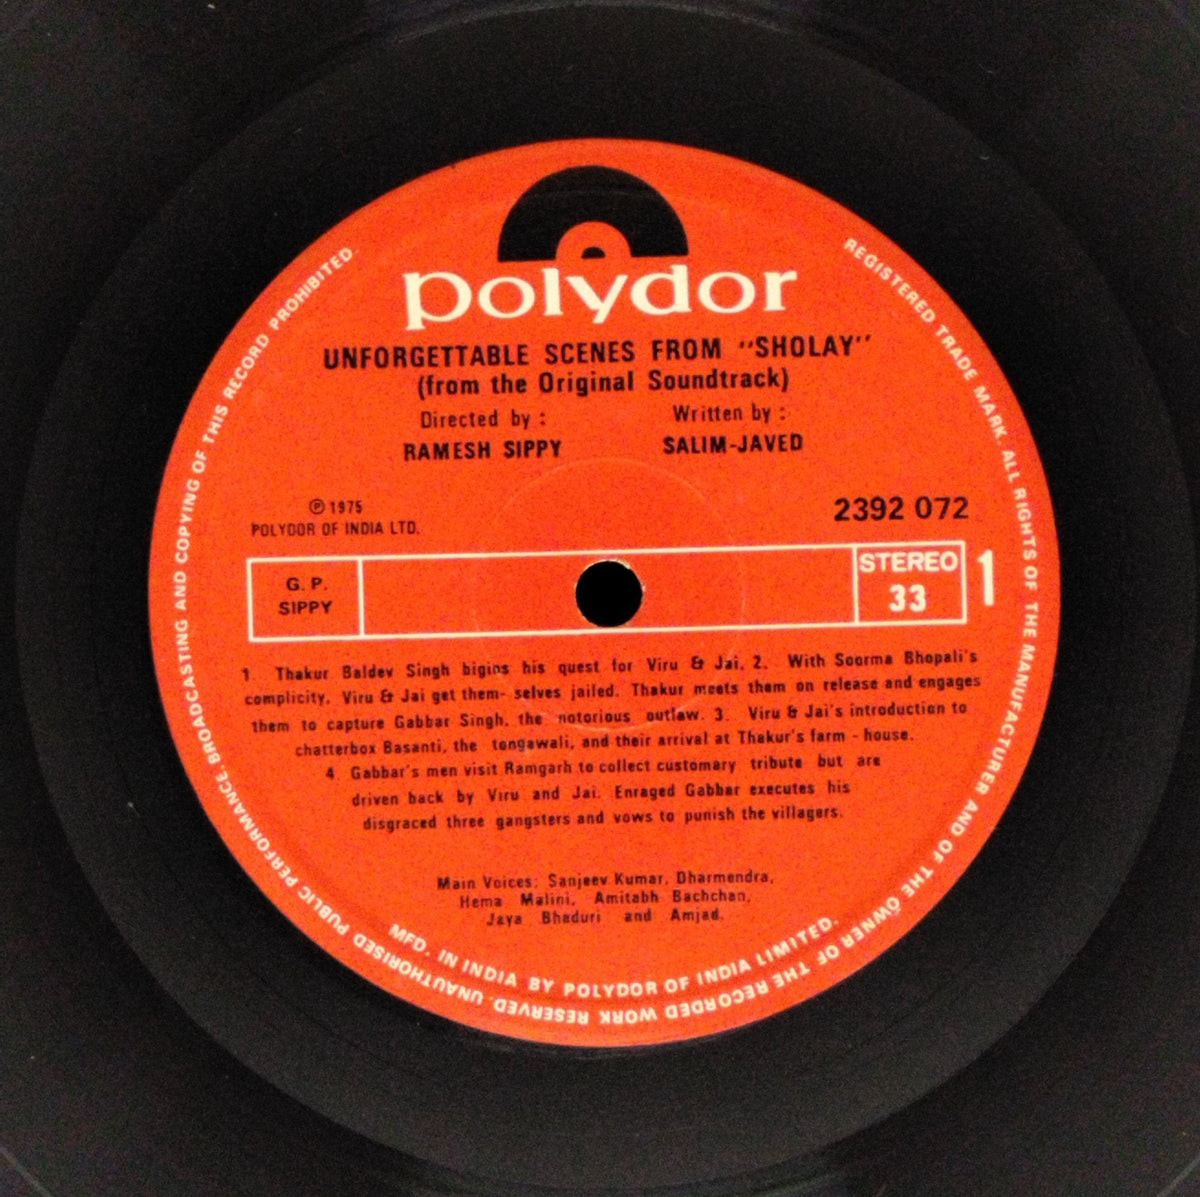 polydor
UNFORGETTABLE SCENES FROM "SHOLAY"
(from the Original Soundtrack)
Directed by : Written by :
RAMESH SIPPY SALIM-JAVED
℗ 1975 2392 072
POLYDOR OF INDIA LTD.
G. P.
SIPPY
STEREO
33
1
1. Thakur Baldev Singh bigins his quest for Viru & Jai. 2. With Soorma Bhopali's
complicity, Viru & Jai get them- selves jailed. Thakur meets them on release and engages
them to capture Gabbar Singh, the notorious outlaw. 3. Viru & Jai's introduction to
chatterbox Basanti, the tongawali, and their arrival at Thakur's farm - house.
4. Gabbar's men visit Ramgarh to collect customary tribute but are
driven back by Viru and Jai. Enraged Gabbar executes his
disgraced three gangsters and vows to punish the villagers.
Main Voices: Sanjeev Kumar, Dharmendra,
Hema Malini, Amitabh Bachchan,
Jaya Bhaduri and Amjad.
MFD. IN INDIA BY POLYDOR OF INDIA LIMITED.
REGISTERED TRADE MARK. ALL RIGHTS OF THE MANUFACTURER AND OF THE OWNER OF THE RECORDED WORK RESERVED. UNAUTHORISED PUBLIC PERFORMANCE, BROADCASTING AND COPYING OF THIS RECORD PROHIBITED.